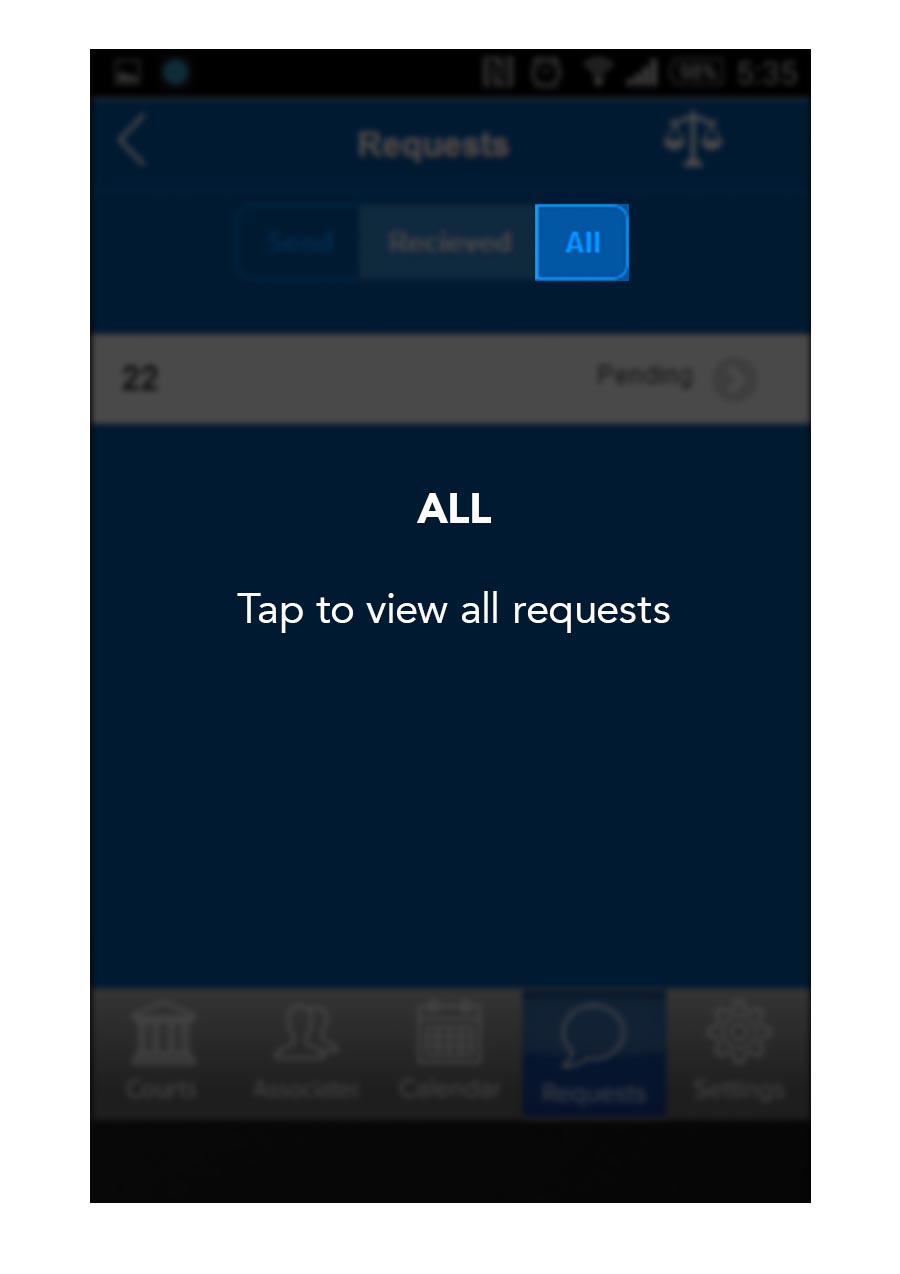 5:35
Requests
Send Recieved All
22 Pending
ALL
Tap to view all requests
Courts Associates Calendar Requests Settings